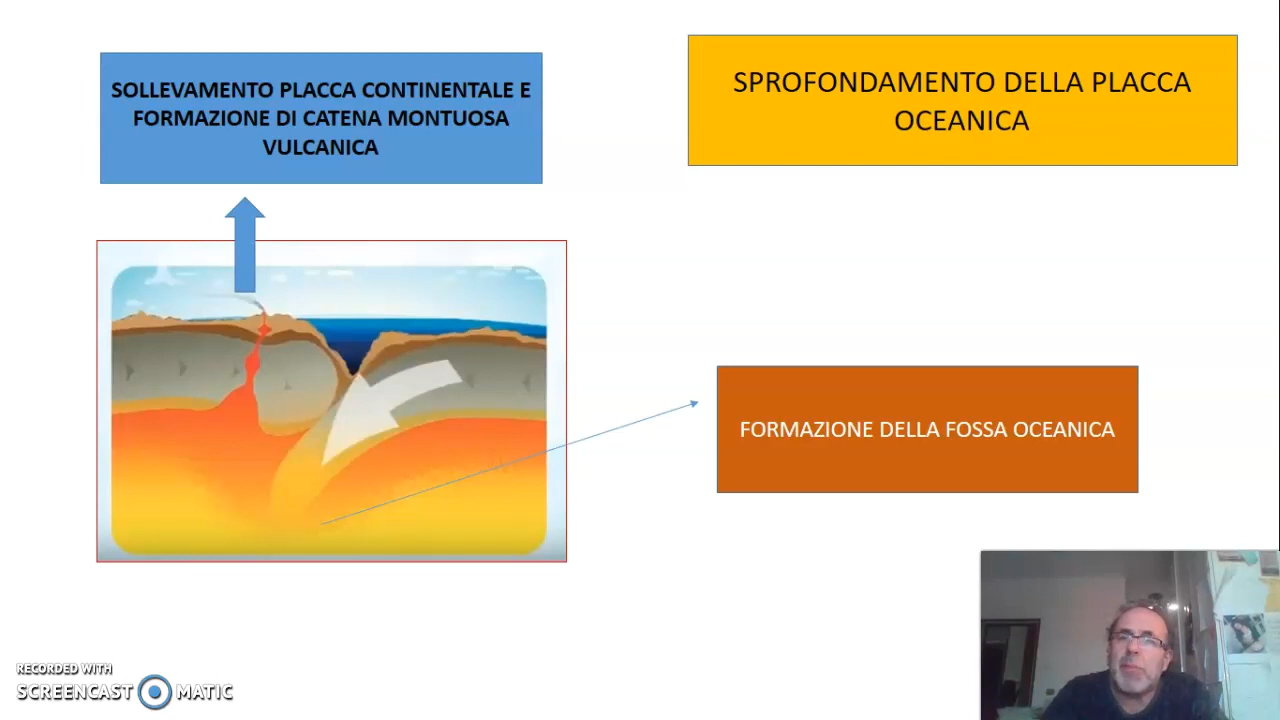 SOLLEVAMENTO PLACCA CONTINENTALE E
FORMAZIONE DI CATENA MONTUOSA
VULCANICA
SPROFONDAMENTO DELLA PLACCA
OCEANICA
FORMAZIONE DELLA FOSSA OCEANICA
RECORDED WITH
SCREENCAST MATIC